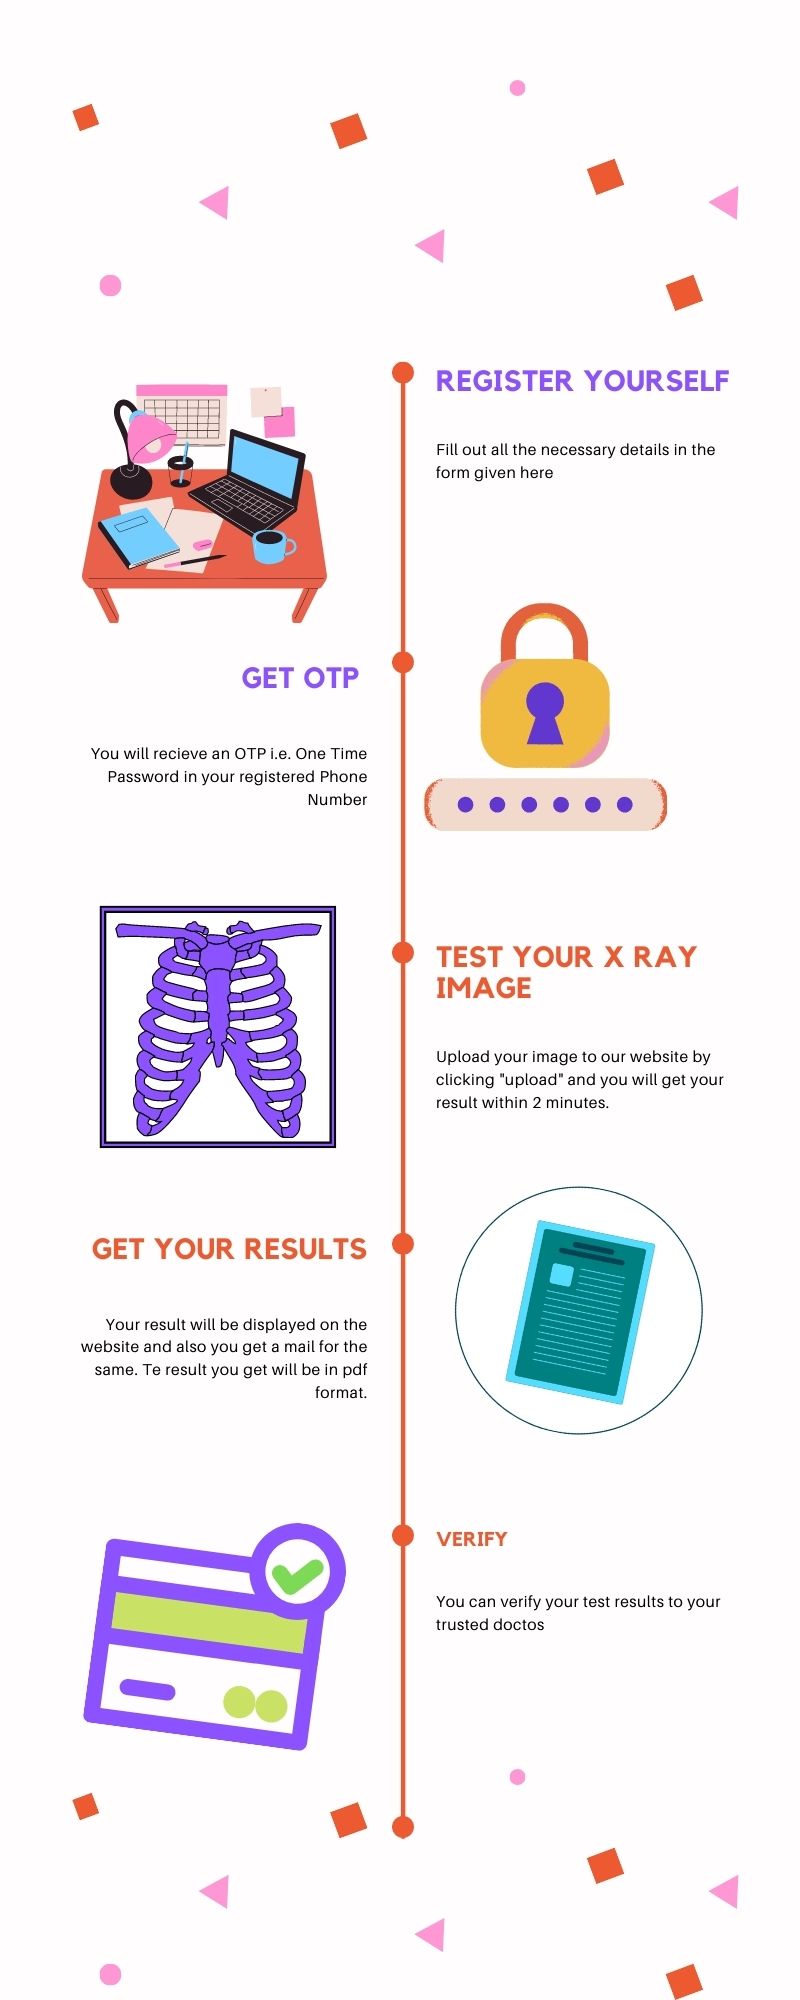 REGISTER YOURSELF
Fill out all the necessary details in the
form given here
GET OTP
You will recieve an OTP i.e. One Time
Password in your registered Phone
Number
TEST YOUR X RAY
IMAGE
Upload your image to our website by
clicking "upload" and you will get your
result within 2 minutes.
GET YOUR RESULTS
Your result will be displayed on the
website and also you get a mail for the
same. Te result you get will be in pdf
format.
VERIFY
You can verify your test results to your
trusted doctos